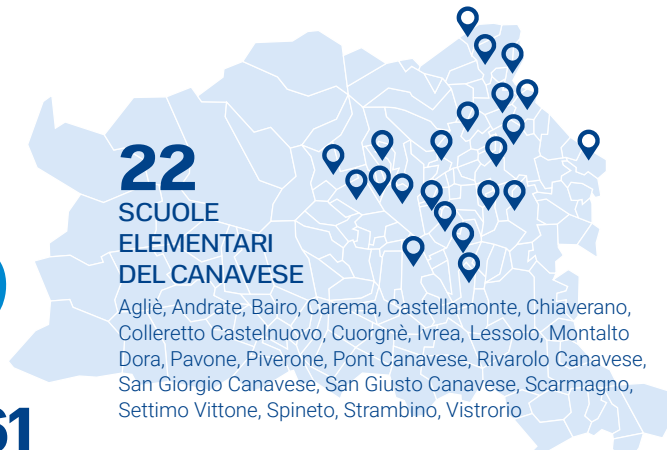 22
SCUOLE
ELEMENTARI
DEL CANAVESE
Agliè, Andrate, Bairo, Carema, Castellamonte, Chiaverano,
Colleretto Castelnuovo, Cuorgnè, Ivrea, Lessolo, Montalto
Dora, Pavone, Piverone, Pont Canavese, Rivarolo Canavese,
San Giorgio Canavese, San Giusto Canavese, Scarmagno,
Settimo Vittone, Spineto, Strambino, Vistrorio
61